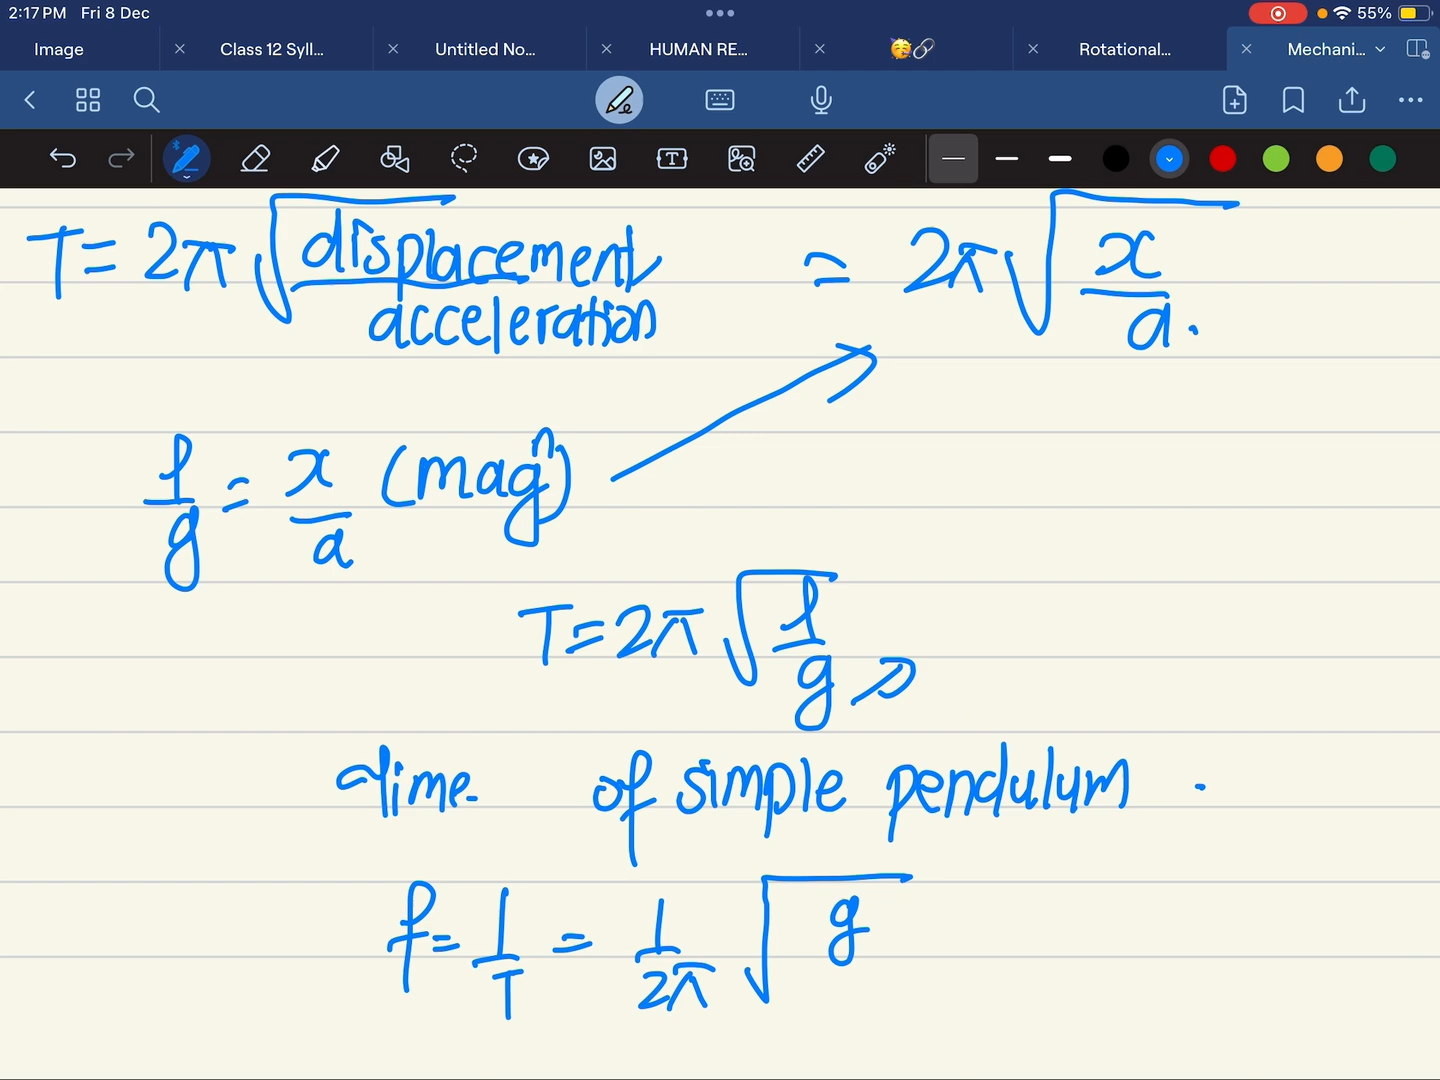 2:17 PM Fri 8 Dec 55%
Image Class 12 Syll... Untitled No... HUMAN RE... 🥳🔗 Rotational... Mechani...
T = 2π √(displacement/acceleration) = 2π √(x/a).
l/g = x/a (magⁿ)
T = 2π √(l/g)
Time of simple pendulum.
f = 1/T = 1/2π √g